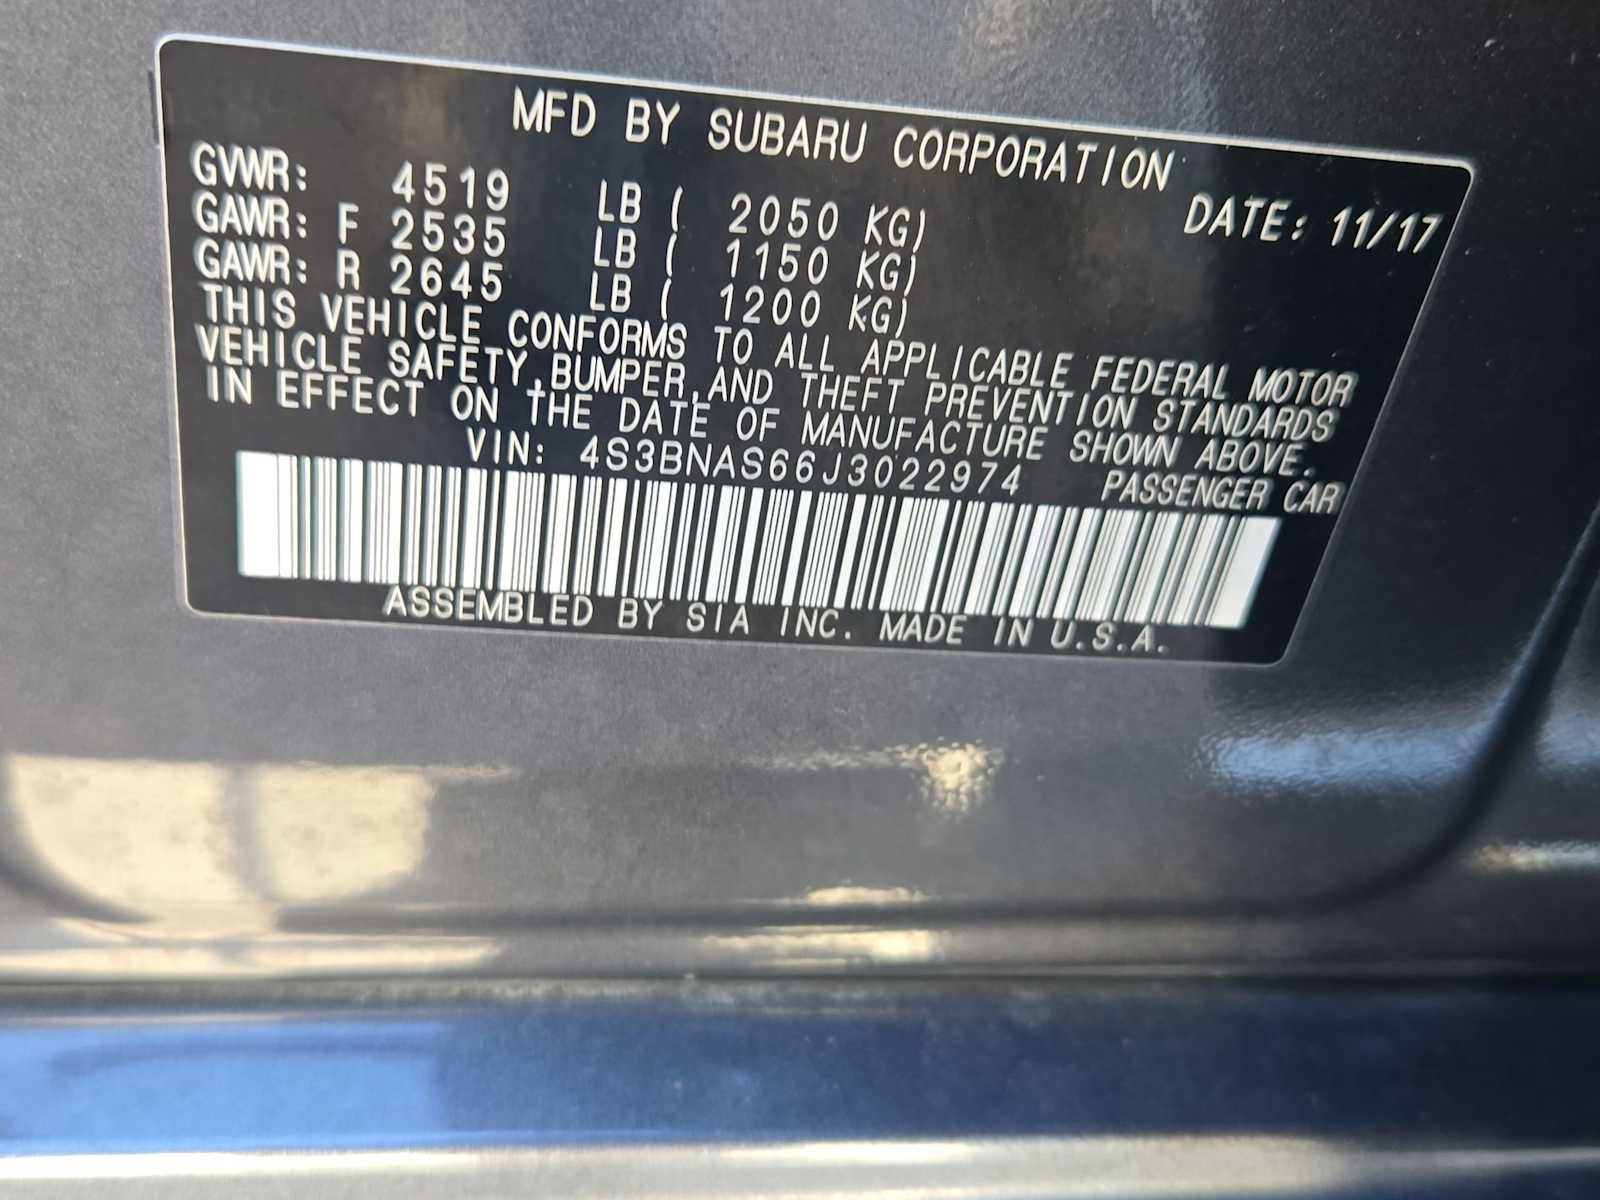 MFD BY SUBARU CORPORATION
DATE: 11/17
GVWR: 4519 LB ( 2050 KG)
GAWR: F 2535 LB ( 1150 KG)
GAWR: R 2645 LB ( 1200 KG)
THIS VEHICLE CONFORMS TO ALL APPLICABLE FEDERAL MOTOR
VEHICLE SAFETY,BUMPER,AND THEFT PREVENTION STANDARDS
IN EFFECT ON THE DATE OF MANUFACTURE SHOWN ABOVE.
VIN: 4S3BNAS66J3022974 PASSENGER CAR
ASSEMBLED BY SIA INC. MADE IN U.S.A.